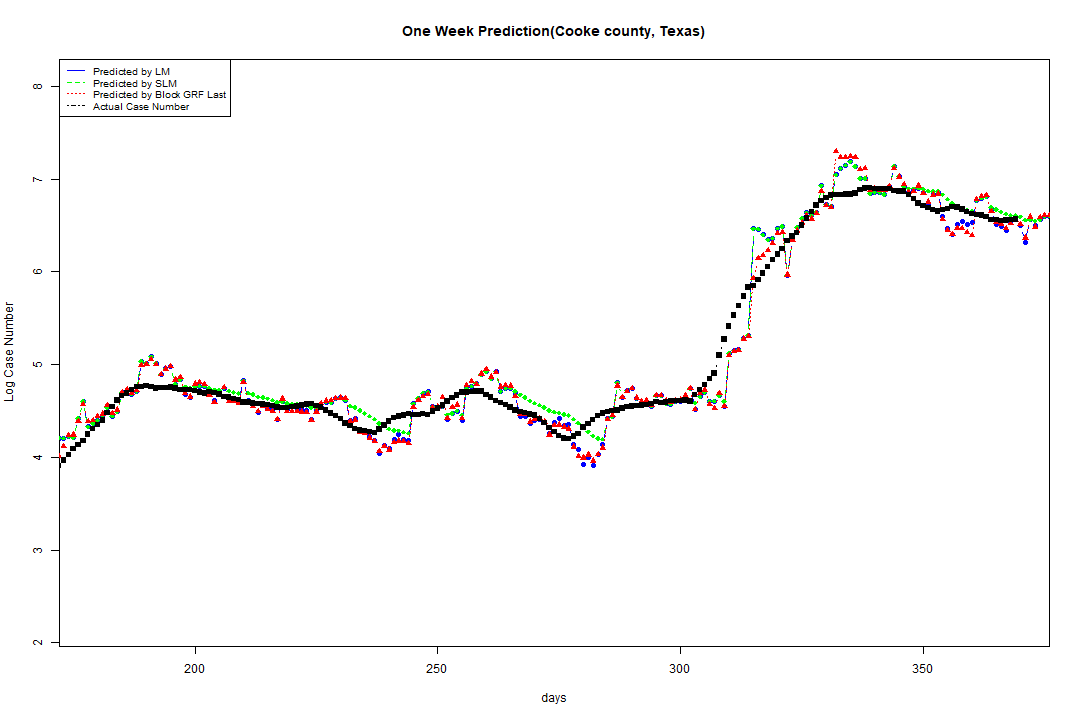 One Week Prediction(Cooke county, Texas)
Predicted by LM
Predicted by SLM
Predicted by Block GRF Last
Actual Case Number
Log Case Number
8
7
6
5
4
3
2
200 250 300 350
days